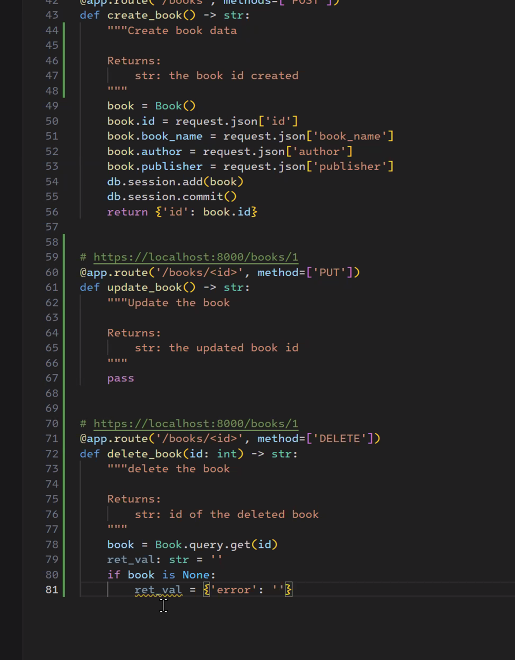 42 @app.route('/books', methods=['POST'])
43 def create_book() -> str:
44     """Create book data
45
46     Returns:
47         str: the book id created
48     """
49     book = Book()
50     book.id = request.json['id']
51     book.book_name = request.json['book_name']
52     book.author = request.json['author']
53     book.publisher = request.json['publisher']
54     db.session.add(book)
55     db.session.commit()
56     return {'id': book.id}
57
58
59 # https://localhost:8000/books/1
60 @app.route('/books/<id>', method=['PUT'])
61 def update_book() -> str:
62     """Update the book
63
64     Returns:
65         str: the updated book id
66     """
67     pass
68
69
70 # https://localhost:8000/books/1
71 @app.route('/books/<id>', method=['DELETE'])
72 def delete_book(id: int) -> str:
73     """delete the book
74
75     Returns:
76         str: id of the deleted book
77     """
78     book = Book.query.get(id)
79     ret_val: str = ''
80     if book is None:
81         ret_val = {'error': ''}